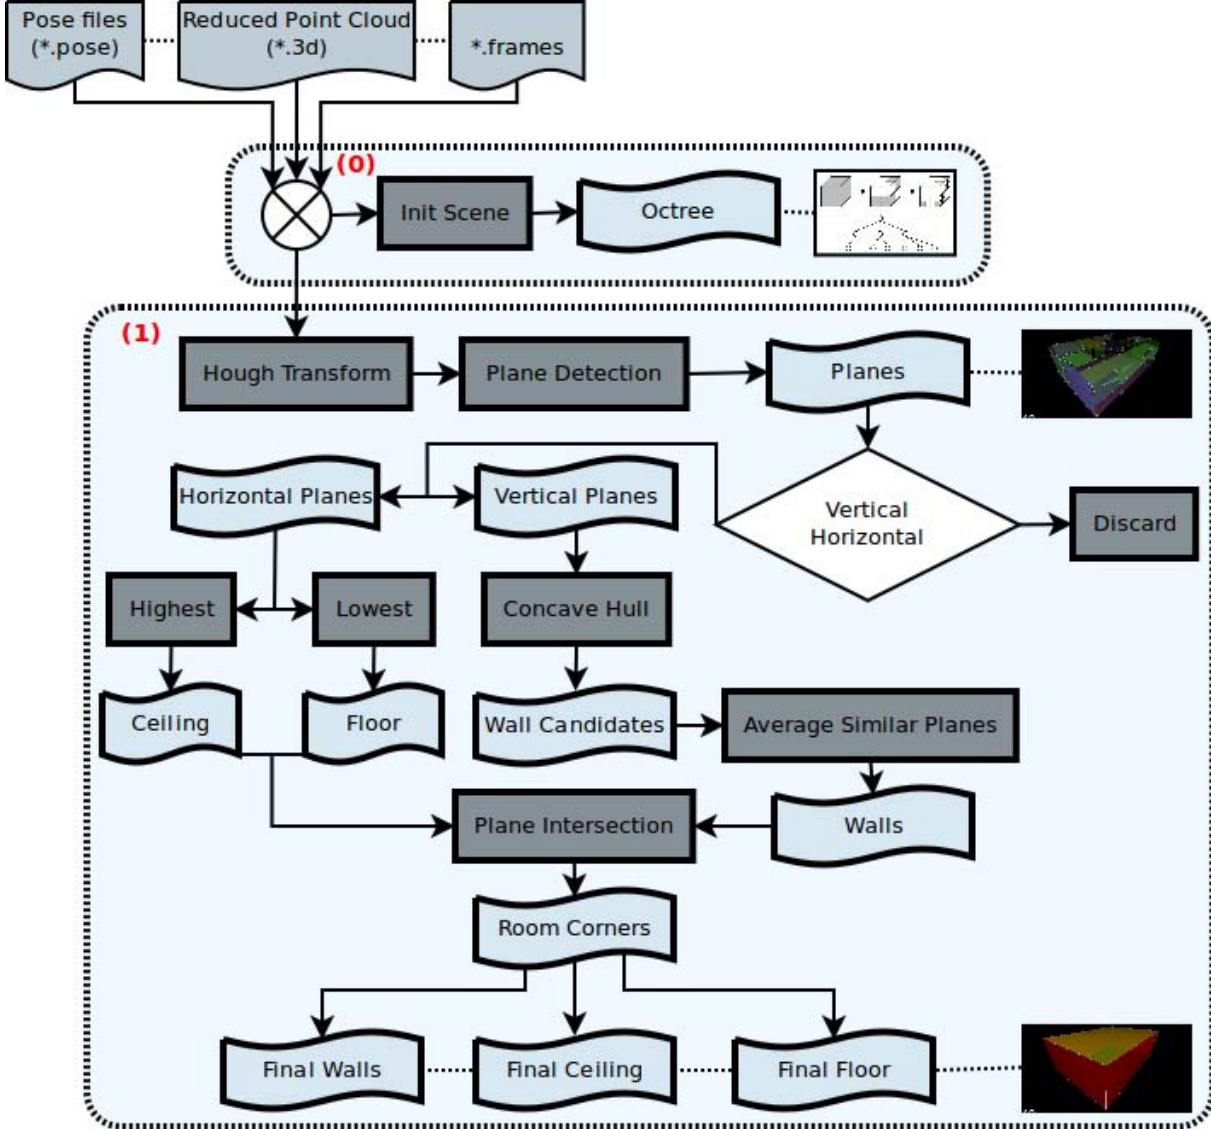 Pose files
(*.pose)
Reduced Point Cloud
(*.3d)
*.frames
(0)
Init Scene
Octree
(1)
Hough Transform
Plane Detection
Planes
Horizontal Planes
Vertical Planes
Vertical
Horizontal
Discard
Highest
Lowest
Concave Hull
Ceiling
Floor
Wall Candidates
Average Similar Planes
Plane Intersection
Walls
Room Corners
Final Walls
Final Ceiling
Final Floor